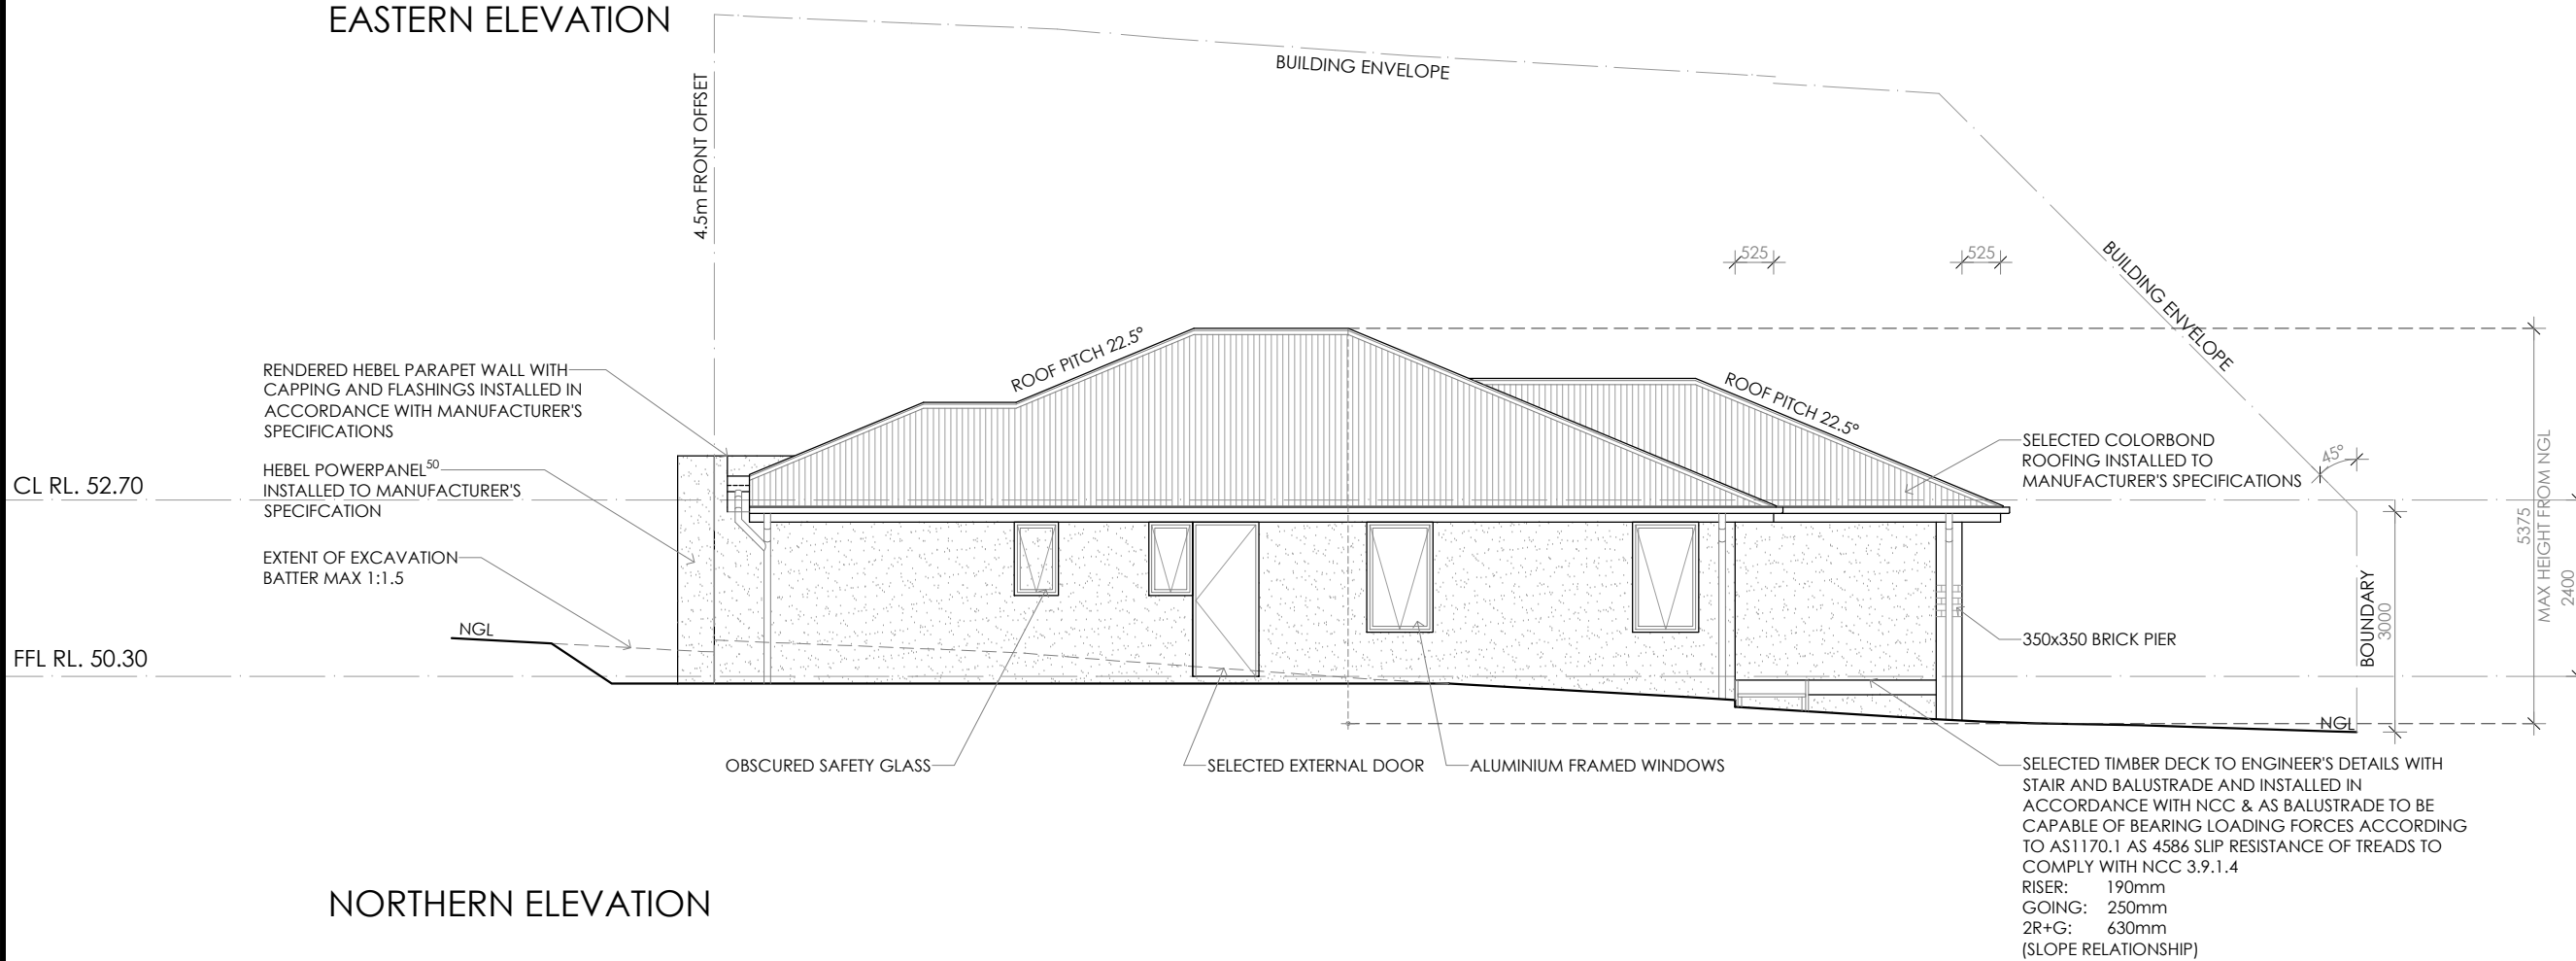 EASTERN ELEVATION
BUILDING ENVELOPE
4.5m FRONT OFFSET
525
525
BUILDING ENVELOPE
ROOF PITCH 22.5°
ROOF PITCH 22.5°
RENDERED HEBEL PARAPET WALL WITH
CAPPING AND FLASHINGS INSTALLED IN
ACCORDANCE WITH MANUFACTURER'S
SPECIFICATIONS
HEBEL POWERPANEL50
INSTALLED TO MANUFACTURER'S
SPECIFCATION
EXTENT OF EXCAVATION
BATTER MAX 1:1.5
SELECTED COLORBOND
ROOFING INSTALLED TO
MANUFACTURER'S SPECIFICATIONS
45°
CL RL. 52.70
FFL RL. 50.30
NGL
350x350 BRICK PIER
BOUNDARY
3000
5375
MAX HEIGHT FROM NGL
2400
NGL
OBSCURED SAFETY GLASS
SELECTED EXTERNAL DOOR
ALUMINIUM FRAMED WINDOWS
SELECTED TIMBER DECK TO ENGINEER'S DETAILS WITH
STAIR AND BALUSTRADE AND INSTALLED IN
ACCORDANCE WITH NCC & AS BALUSTRADE TO BE
CAPABLE OF BEARING LOADING FORCES ACCORDING
TO AS1170.1 AS 4586 SLIP RESISTANCE OF TREADS TO
COMPLY WITH NCC 3.9.1.4
RISER: 190mm
GOING: 250mm
2R+G: 630mm
(SLOPE RELATIONSHIP)
NORTHERN ELEVATION